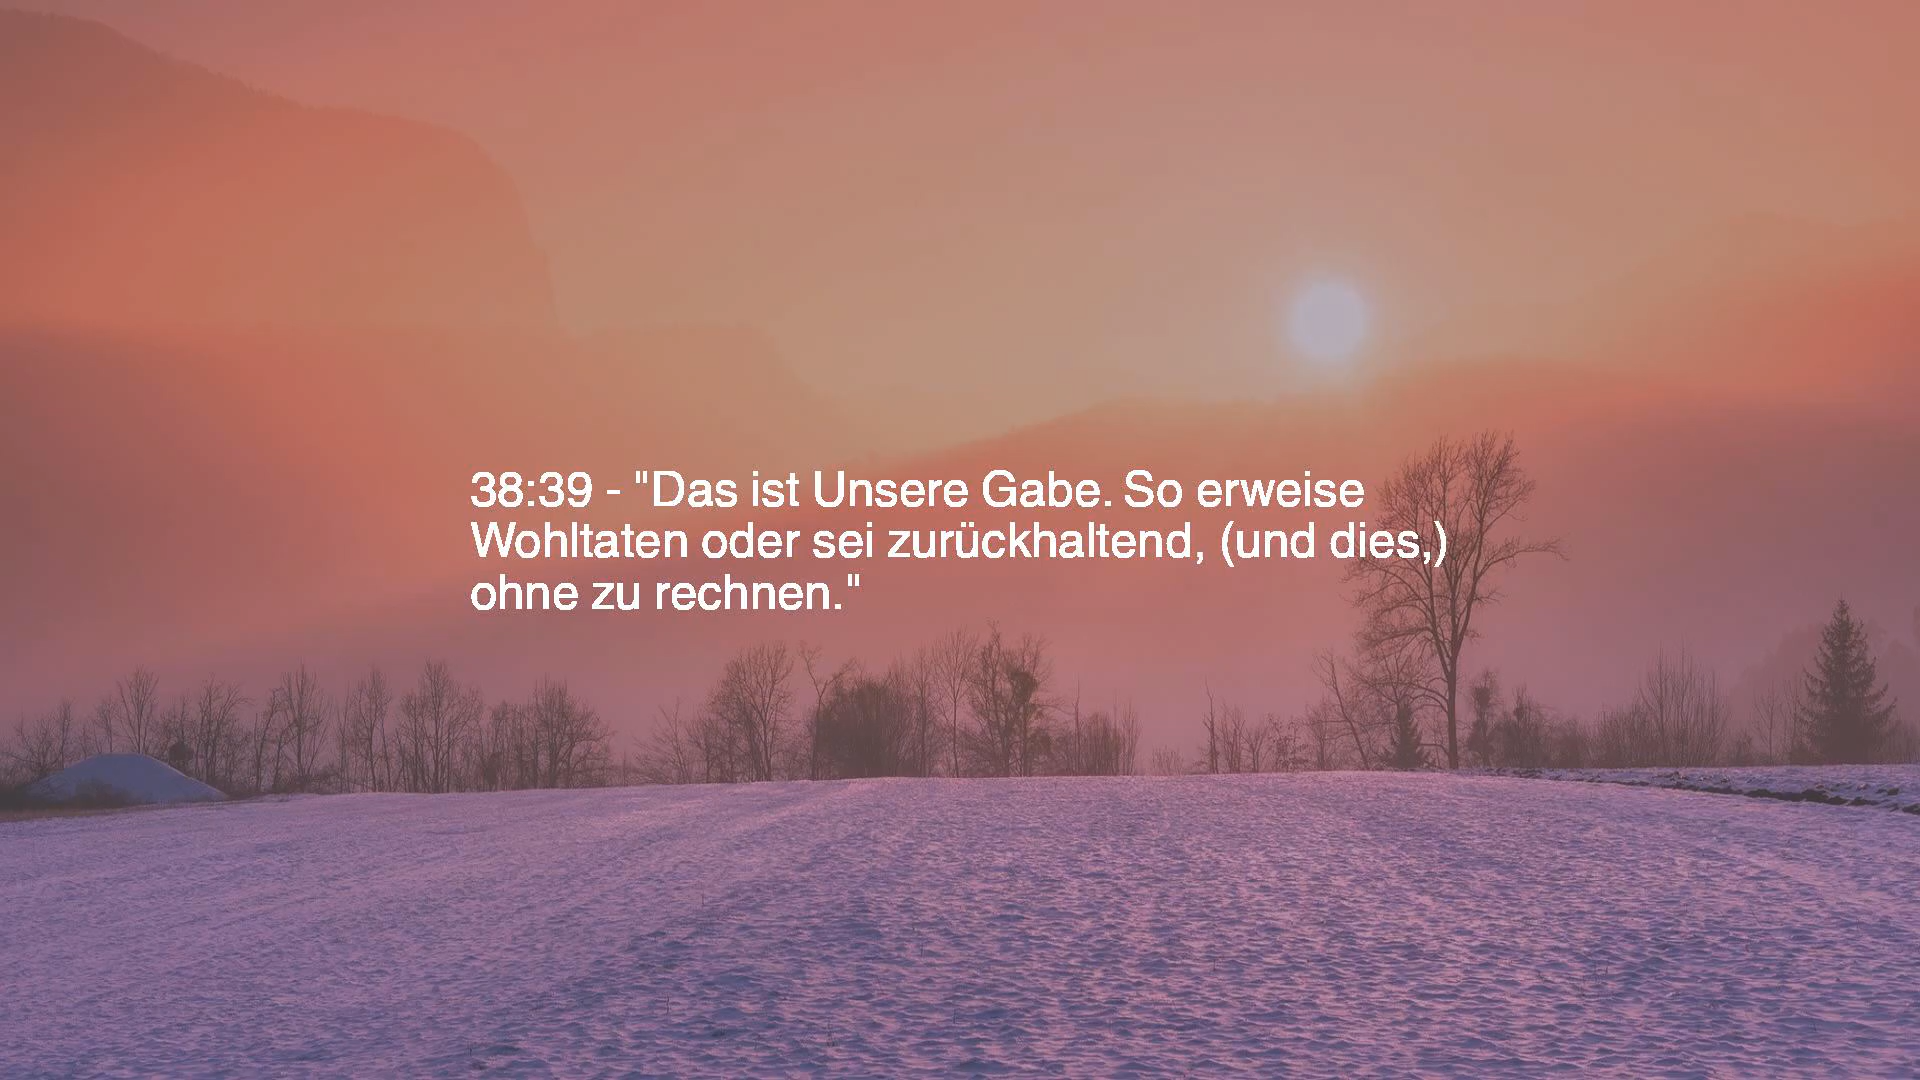 38:39 - "Das ist Unsere Gabe. So erweise
Wohltaten oder sei zurückhaltend, (und dies,)
ohne zu rechnen."